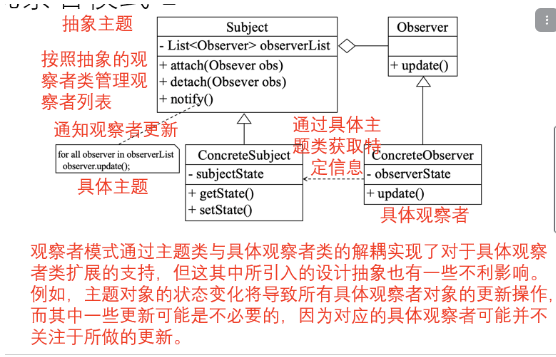 抽象主题
Subject
Observer
- List<Observer> observerList
按照抽象的观
察者类管理观
察者列表
+ attach(Obsever obs)
+ detach(Obsever obs)
+ notify()
+ update()
通知观察者更新
for all observer in observerList
observer.update();
具体主题
通过具体主
题类获取特
定信息
ConcreteSubject
- subjectState
+ getState()
+ setState()
ConcreteObserver
- observerState
+ update()
具体观察者
观察者模式通过主题类与具体观察者类的解耦实现了对于具体观察
者类扩展的支持，但这其中所引入的设计抽象也有一些不利影响。
例如，主题对象的状态变化将导致所有具体观察者对象的更新操作，
而其中一些更新可能是不必要的，因为对应的具体观察者可能并不
关注于所做的更新。